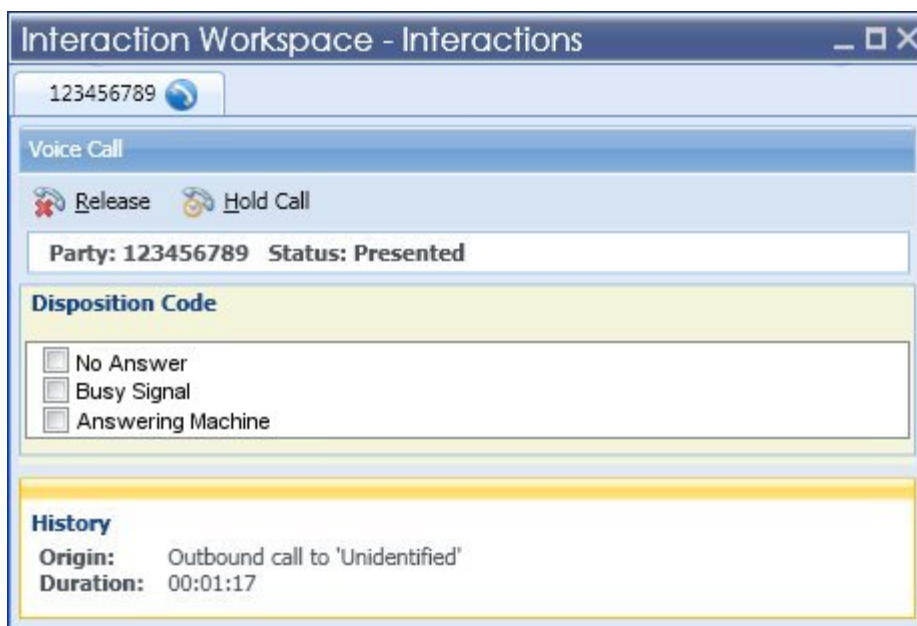 Interaction Workspace - Interactions
123456789
Voice Call
Release Hold Call
Party: 123456789 Status: Presented
Disposition Code
No Answer
Busy Signal
Answering Machine
History
Origin: Outbound call to 'Unidentified'
Duration: 00:01:17